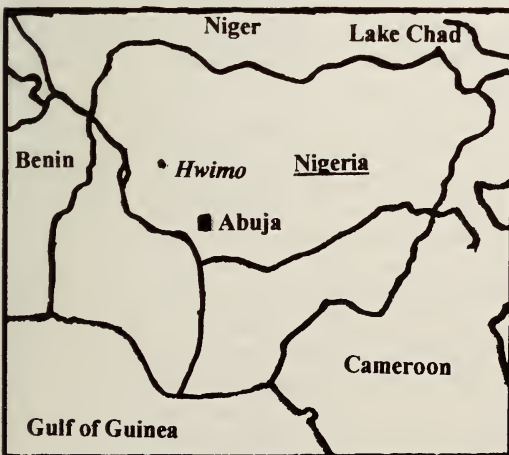 Niger
Lake Chad
Benin
Hwimo
Nigeria
Abuja
Cameroon
Gulf of Guinea